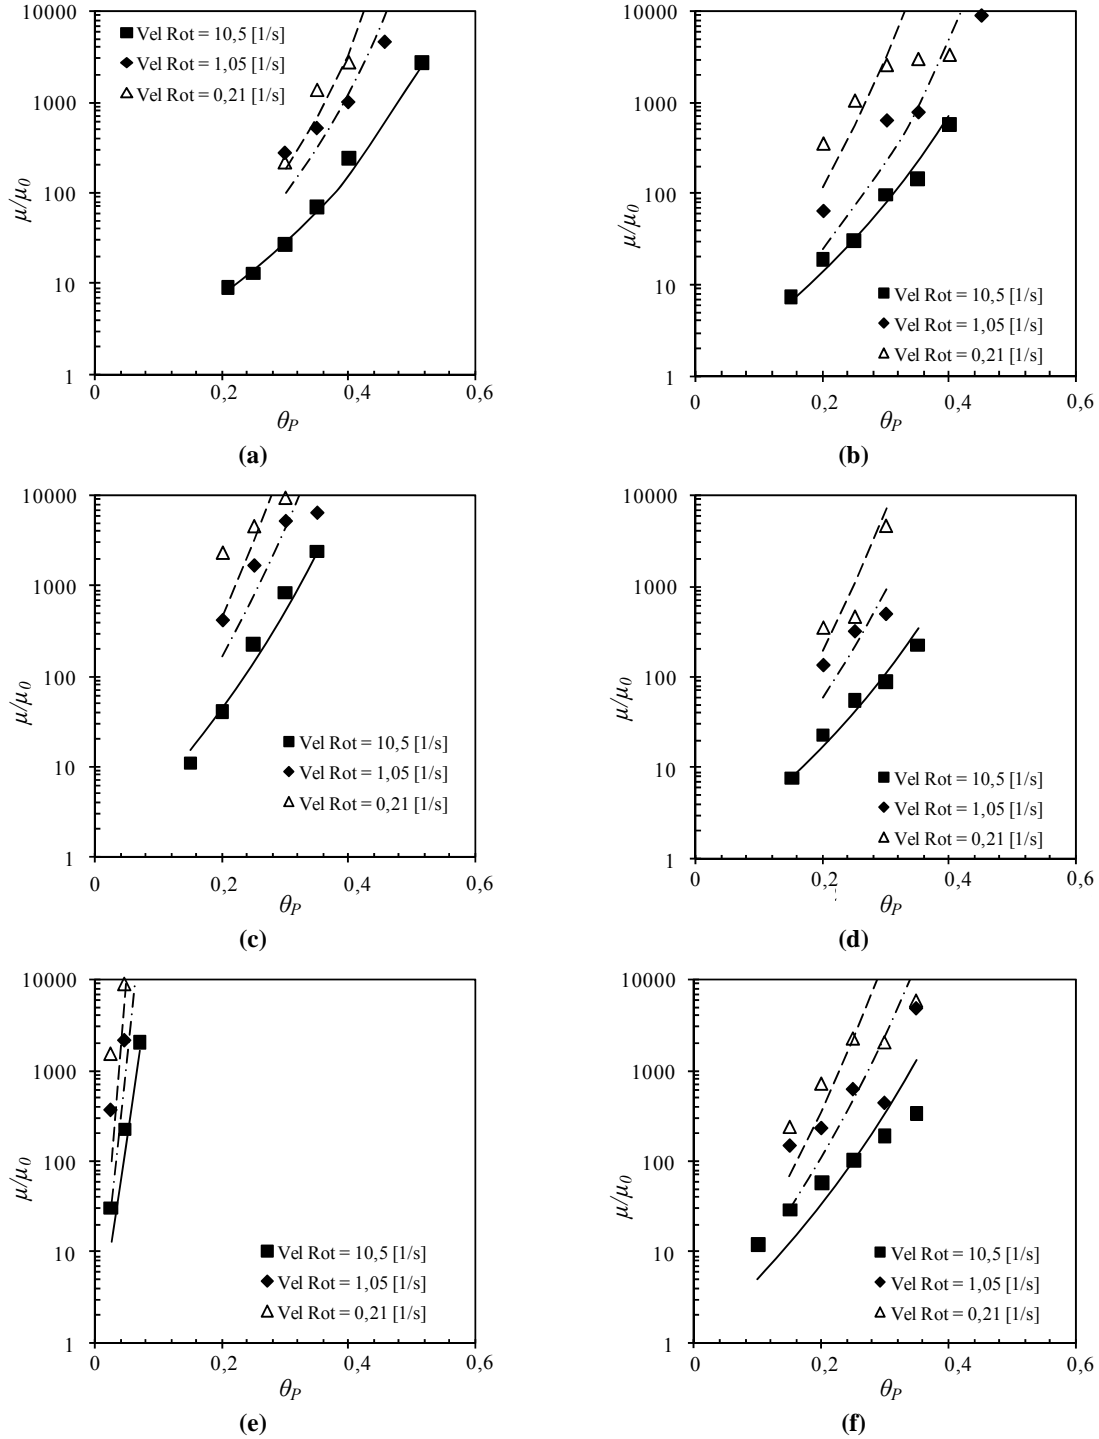 10000
1000
100
10
1
μ/μ0
Vel Rot = 10,5 [1/s]
Vel Rot = 1,05 [1/s]
Vel Rot = 0,21 [1/s]
0
0,2
0,4
0,6
θP
(a)
10000
1000
100
10
1
μ/μ0
Vel Rot = 10,5 [1/s]
Vel Rot = 1,05 [1/s]
Vel Rot = 0,21 [1/s]
0
0,2
0,4
0,6
θP
(b)
10000
1000
100
10
1
μ/μ0
Vel Rot = 10,5 [1/s]
Vel Rot = 1,05 [1/s]
Vel Rot = 0,21 [1/s]
0
0,2
0,4
0,6
θP
(c)
10000
1000
100
10
1
μ/μ0
Vel Rot = 10,5 [1/s]
Vel Rot = 1,05 [1/s]
Vel Rot = 0,21 [1/s]
0
0,2
0,4
0,6
θP
(d)
10000
1000
100
10
1
μ/μ0
Vel Rot = 10,5 [1/s]
Vel Rot = 1,05 [1/s]
Vel Rot = 0,21 [1/s]
0
0,2
0,4
0,6
θP
(e)
10000
1000
100
10
1
μ/μ0
Vel Rot = 10,5 [1/s]
Vel Rot = 1,05 [1/s]
Vel Rot = 0,21 [1/s]
0
0,2
0,4
0,6
θP
(f)